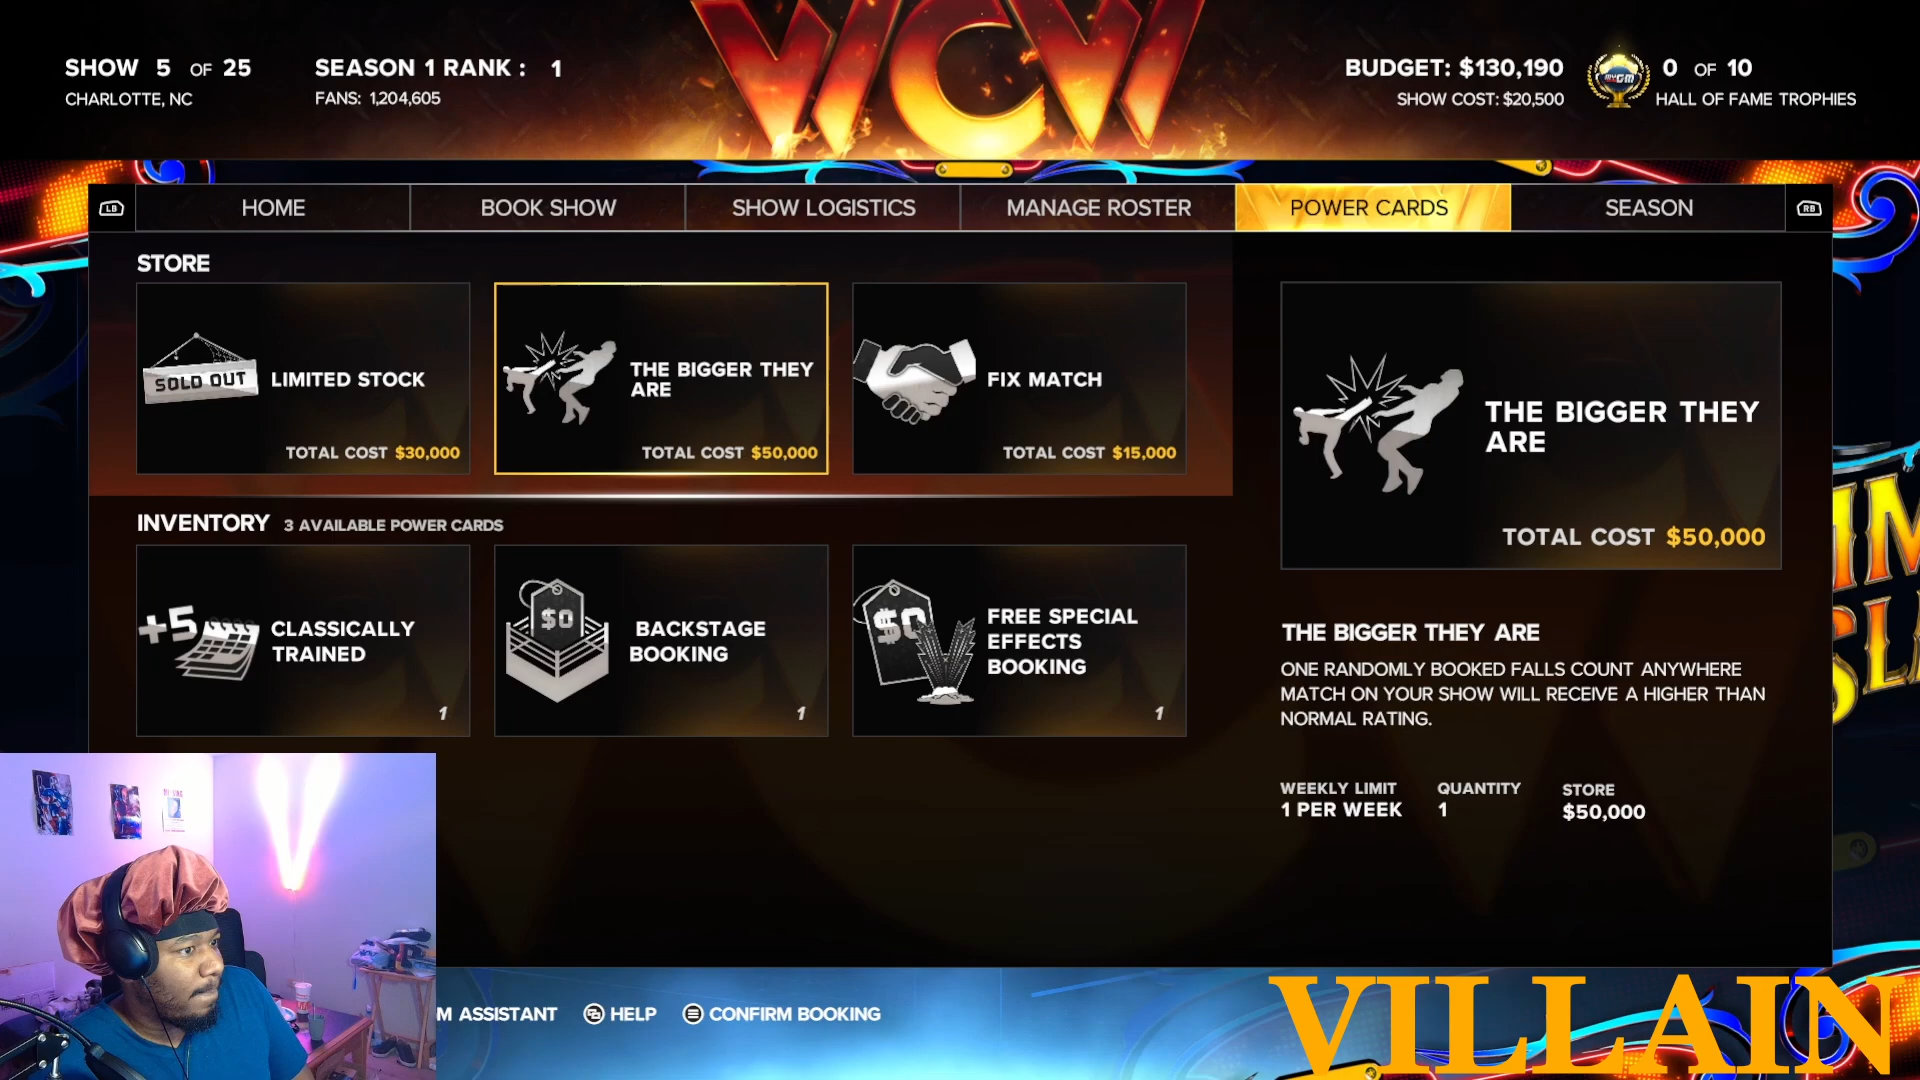 WCW
SHOW 5 OF 25
CHARLOTTE, NC
SEASON 1 RANK : 1
FANS: 1,204,605
BUDGET: $130,190
SHOW COST: $20,500
MyGM
0 OF 10
HALL OF FAME TROPHIES
LB
HOME
BOOK SHOW
SHOW LOGISTICS
MANAGE ROSTER
POWER CARDS
SEASON
RB
STORE
SOLD OUT
LIMITED STOCK
TOTAL COST $30,000
THE BIGGER THEY
ARE
TOTAL COST $50,000
FIX MATCH
TOTAL COST $15,000
INVENTORY 3 AVAILABLE POWER CARDS
+5
CLASSICALLY
TRAINED
1
$0
BACKSTAGE
BOOKING
1
$0
FREE SPECIAL
EFFECTS
BOOKING
1
THE BIGGER THEY
ARE
TOTAL COST $50,000
THE BIGGER THEY ARE
ONE RANDOMLY BOOKED FALLS COUNT ANYWHERE
MATCH ON YOUR SHOW WILL RECEIVE A HIGHER THAN
NORMAL RATING.
WEEKLY LIMIT
1 PER WEEK
QUANTITY
1
STORE
$50,000
M ASSISTANT
HELP
CONFIRM BOOKING
VILLAIN